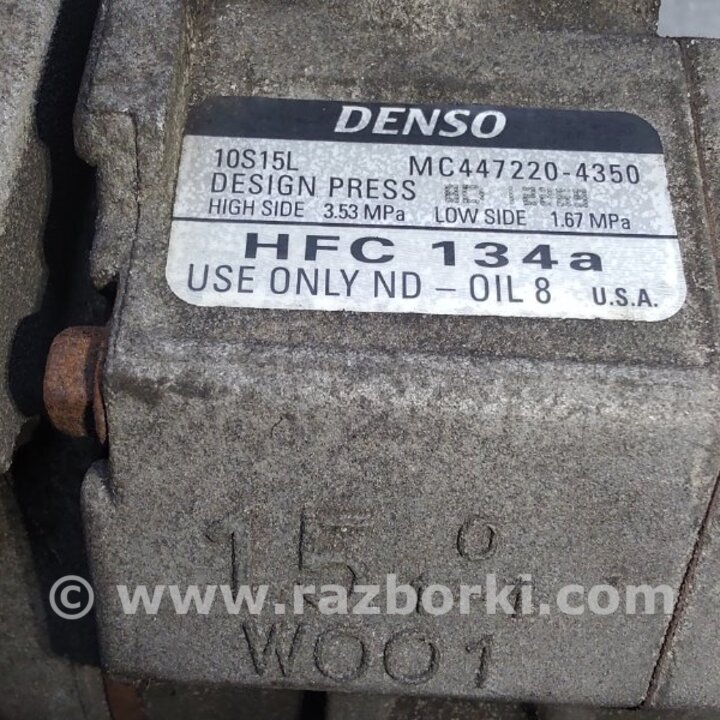 DENSO
10S15L MC447220-4350
DESIGN PRESS
HIGH SIDE 3.53 MPa LOW SIDE 1.67 MPa
HFC 134a
USE ONLY ND - OIL 8 U.S.A.
15
© www.razborki.com
W001